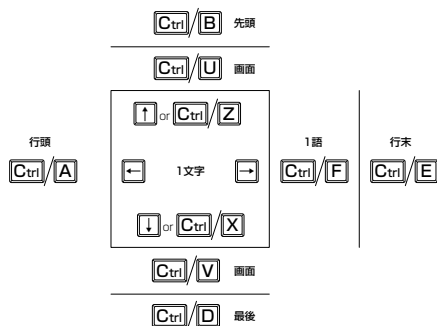 Ctrl/B 先頭
Ctrl/U 画面
↑ or Ctrl/Z
行頭
Ctrl/A
← 1文字 →
1語
Ctrl/F
行末
Ctrl/E
↓ or Ctrl/X
Ctrl/V 画面
Ctrl/D 最後